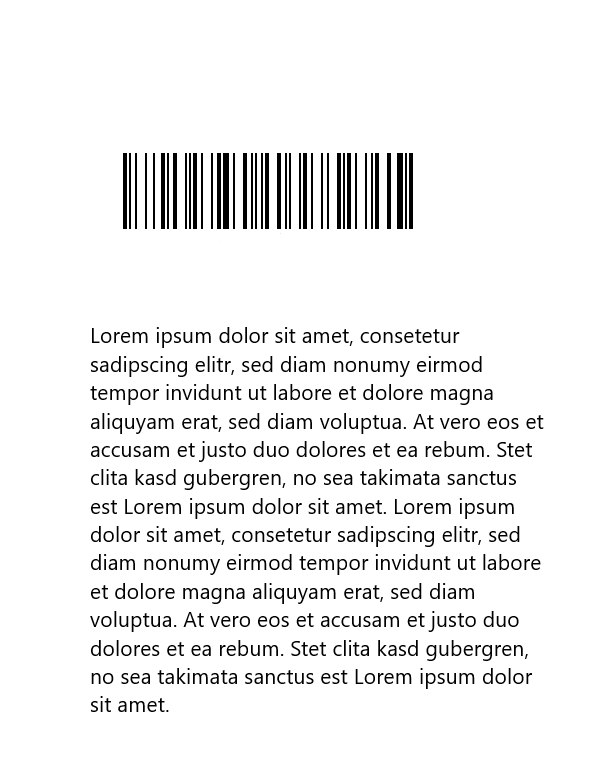 Lorem ipsum dolor sit amet, consetetur
sadipscing elitr, sed diam nonumy eirmod
tempor invidunt ut labore et dolore magna
aliquyam erat, sed diam voluptua. At vero eos et
accusam et justo duo dolores et ea rebum. Stet
clita kasd gubergren, no sea takimata sanctus
est Lorem ipsum dolor sit amet. Lorem ipsum
dolor sit amet, consetetur sadipscing elitr, sed
diam nonumy eirmod tempor invidunt ut labore
et dolore magna aliquyam erat, sed diam
voluptua. At vero eos et accusam et justo duo
dolores et ea rebum. Stet clita kasd gubergren,
no sea takimata sanctus est Lorem ipsum dolor
sit amet.